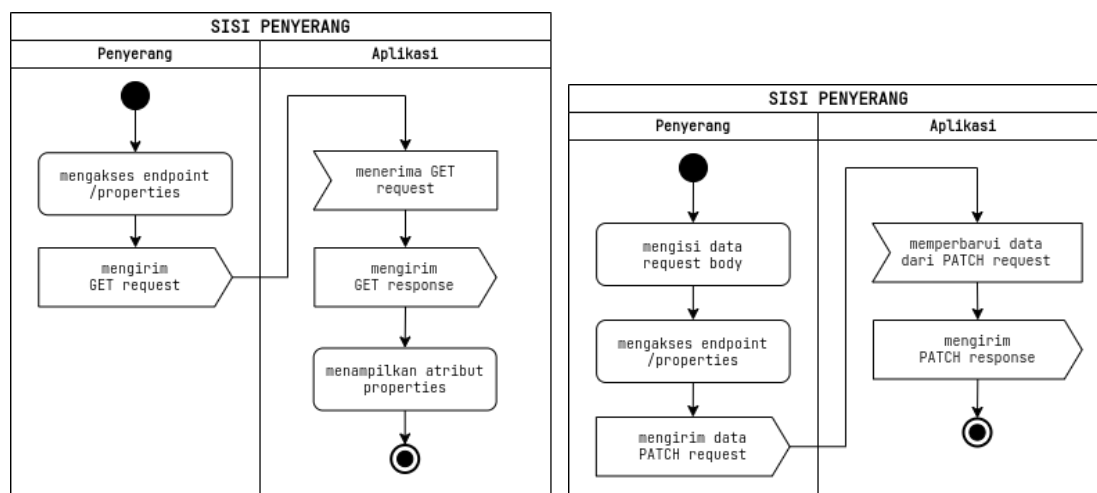 SISI PENYERANG
Penyerang
Aplikasi
mengakses endpoint
/properties
mengirim
GET request
menerima GET
request
mengirim
GET response
menampilkan atribut
properties
SISI PENYERANG
Penyerang
Aplikasi
mengisi data
request body
mengakses endpoint
/properties
mengirim data
PATCH request
memperbarui data
dari PATCH request
mengirim
PATCH response